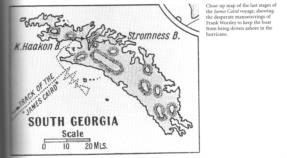 Close-up map of the last stages of
the James Caird voyage, showing
the desperate manoeuvrings of
Frank Worsley to keep the boat
from being driven ashore in the
hurricane.
Stromness B.
K. Haakon B.
TRACK OF THE
"JAMES CAIRD"
SOUTH GEORGIA
Scale
0 10 20 MLS.